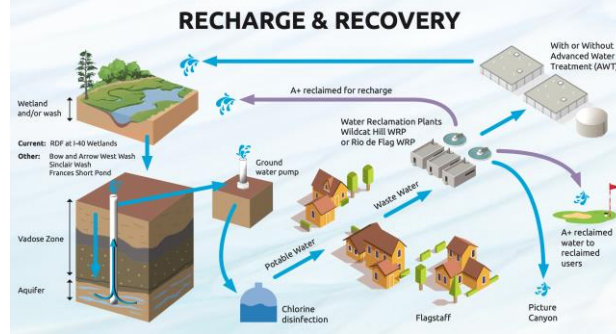 RECHARGE & RECOVERY
With or Without
Advanced Water
Treatment (AWT)
Wetland
and/or wash
A+ reclaimed for recharge
Water Reclamation Plants
Wildcat Hill WRP
or Rio de Flag WRP
Current: RDF at I-40 Wetlands
Other: Bow and Arrow West Wash
Sinclair Wash
Frances Short Pond
Ground
water pump
Waste Water
A+ reclaimed
water to
reclaimed
users
Vadose Zone
Potable Water
Aquifer
Chlorine
disinfection
Flagstaff
Picture
Canyon